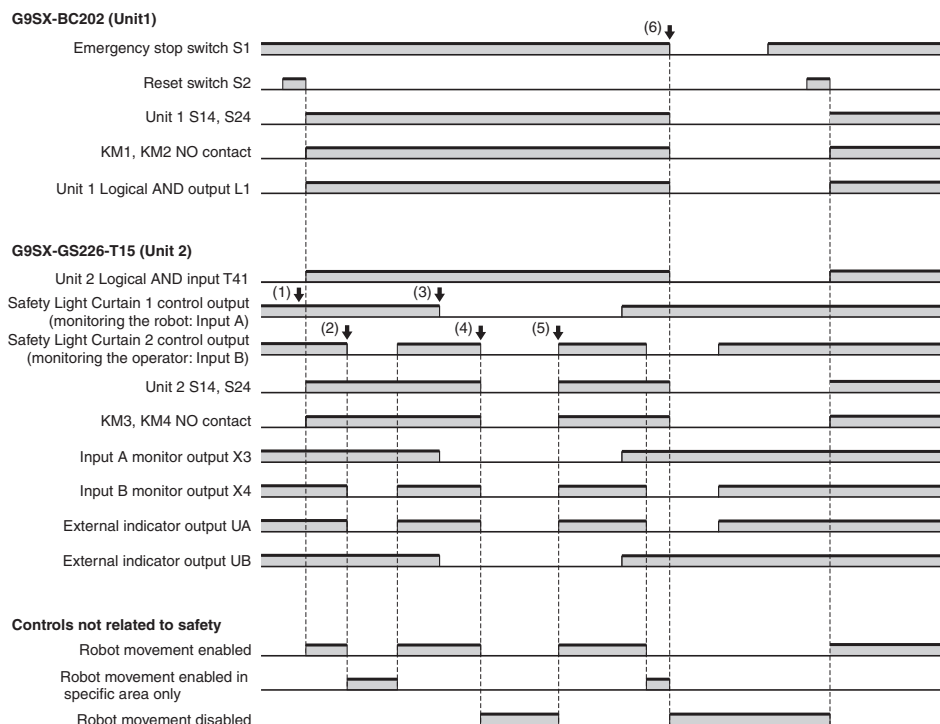 G9SX-BC202 (Unit1)
(6)
Emergency stop switch S1
Reset switch S2
Unit 1 S14, S24
KM1, KM2 NO contact
Unit 1 Logical AND output L1
G9SX-GS226-T15 (Unit 2)
Unit 2 Logical AND input T41
(1)
(3)
Safety Light Curtain 1 control output
(monitoring the robot: Input A)
(2)
(4)
(5)
Safety Light Curtain 2 control output
(monitoring the operator: Input B)
Unit 2 S14, S24
KM3, KM4 NO contact
Input A monitor output X3
Input B monitor output X4
External indicator output UA
External indicator output UB
Controls not related to safety
Robot movement enabled
Robot movement enabled in
specific area only
Robot movement disabled